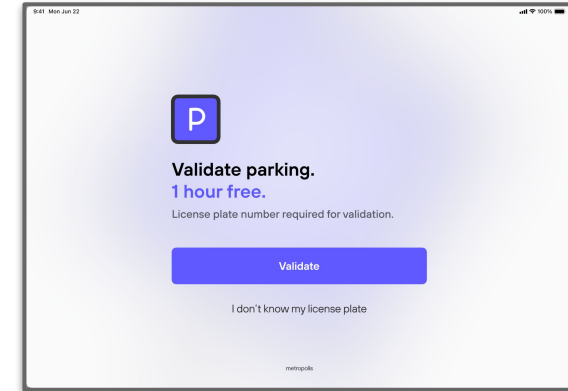 9:41 Mon Jun 22
100%
P
Validate parking.
1 hour free.
License plate number required for validation.
Validate
I don't know my license plate
metropolis